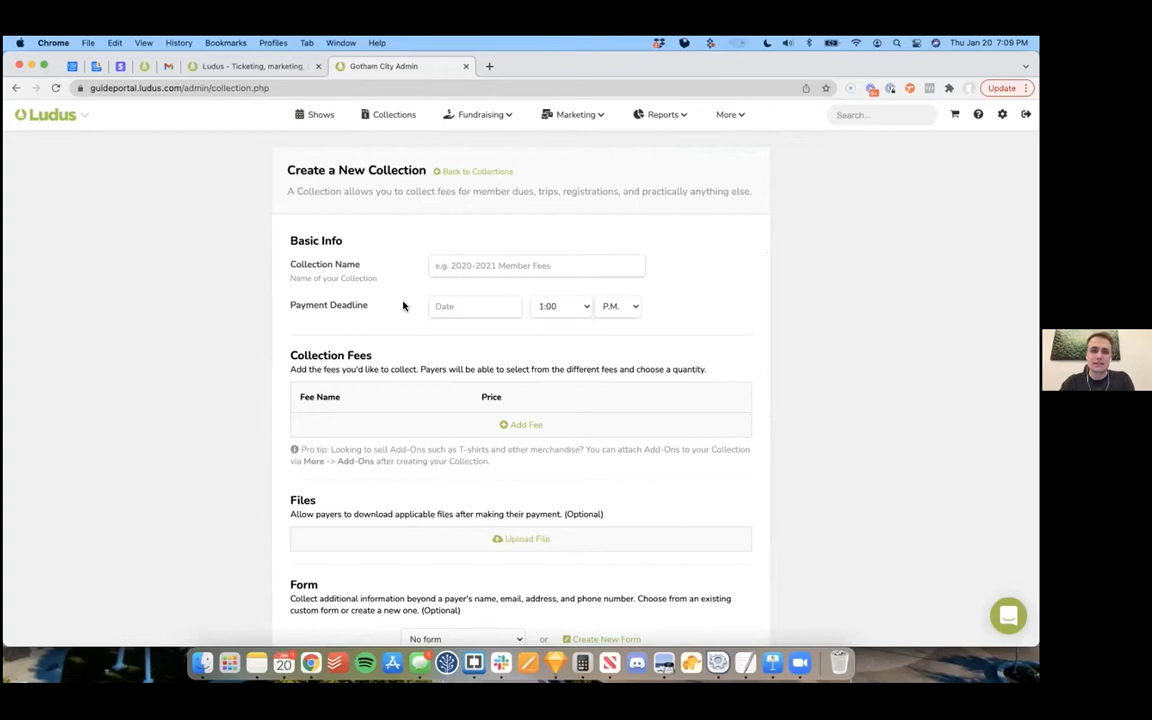 Chrome File Edit View History Bookmarks Profiles Tab Window Help Thu Jan 20 7:09 PM
Ludus - Ticketing, marketing, Gotham City Admin
guideportal.ludus.com/admin/collection.php Update
Ludus Shows Collections Fundraising Marketing Reports More Search...
Create a New Collection Back to Collections
A Collection allows you to collect fees for member dues, trips, registrations, and practically anything else.
Basic Info
Collection Name e.g. 2020-2021 Member Fees
Name of your Collection
Payment Deadline Date 1:00 P.M.
Collection Fees
Add the fees you'd like to collect. Payers will be able to select from the different fees and choose a quantity.
Fee Name Price
Add Fee
Pro tip: Looking to sell Add-Ons such as T-shirts and other merchandise? You can attach Add-Ons to your Collection
via More -> Add-Ons after creating your Collection.
Files
Allow payers to download applicable files after making their payment. (Optional)
Upload File
Form
Collect additional information beyond a payer's name, email, address, and phone number. Choose from an existing
custom form or create a new one. (Optional)
No form or Create New Form